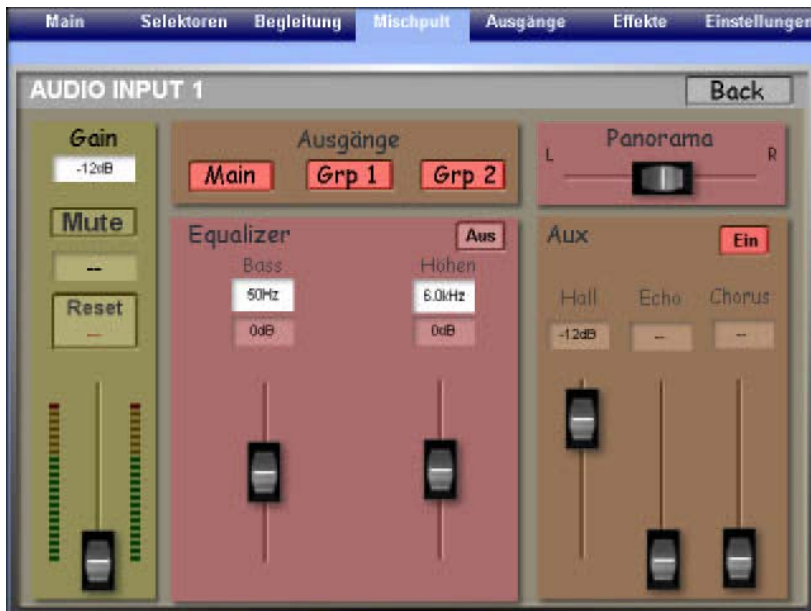 Main Selektoren Begleitung Mischpult Ausgänge Effekte Einstellungen
AUDIO INPUT 1 Back
Gain
-12dB
Mute
--
Reset
--
Ausgänge
Main Grp 1 Grp 2
Panorama
L R
Equalizer Aus
Bass Höhen
50Hz 6.0kHz
0dB 0dB
Aux Ein
Hall Echo Chorus
-12dB -- --